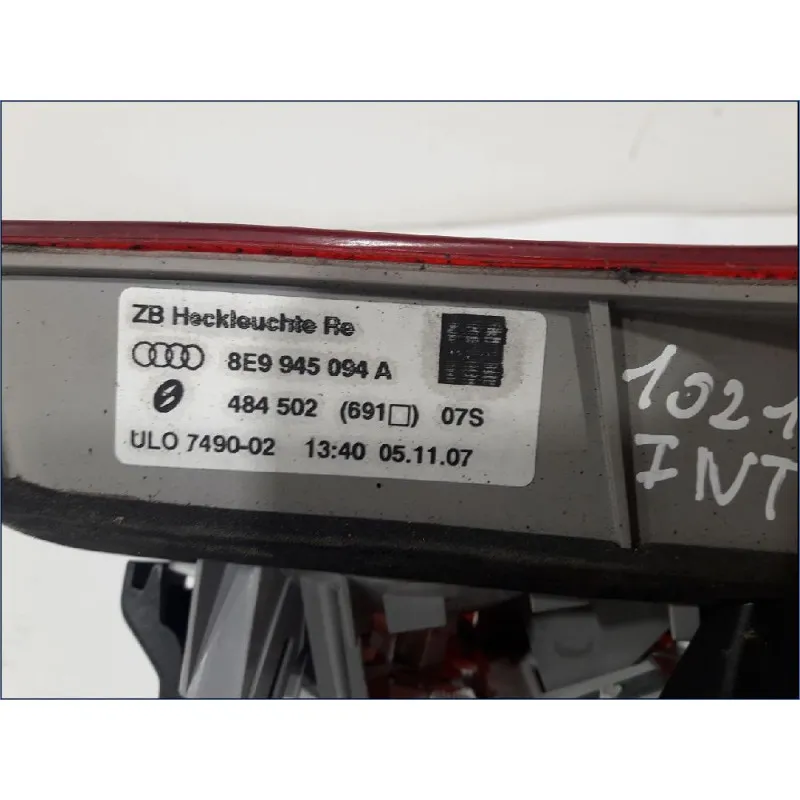 ZB Heckleuchte Re
8E9 945 094 A
484 502 (691□) 07S
ULO 7490-02 13:40 05.11.07
1021
INT